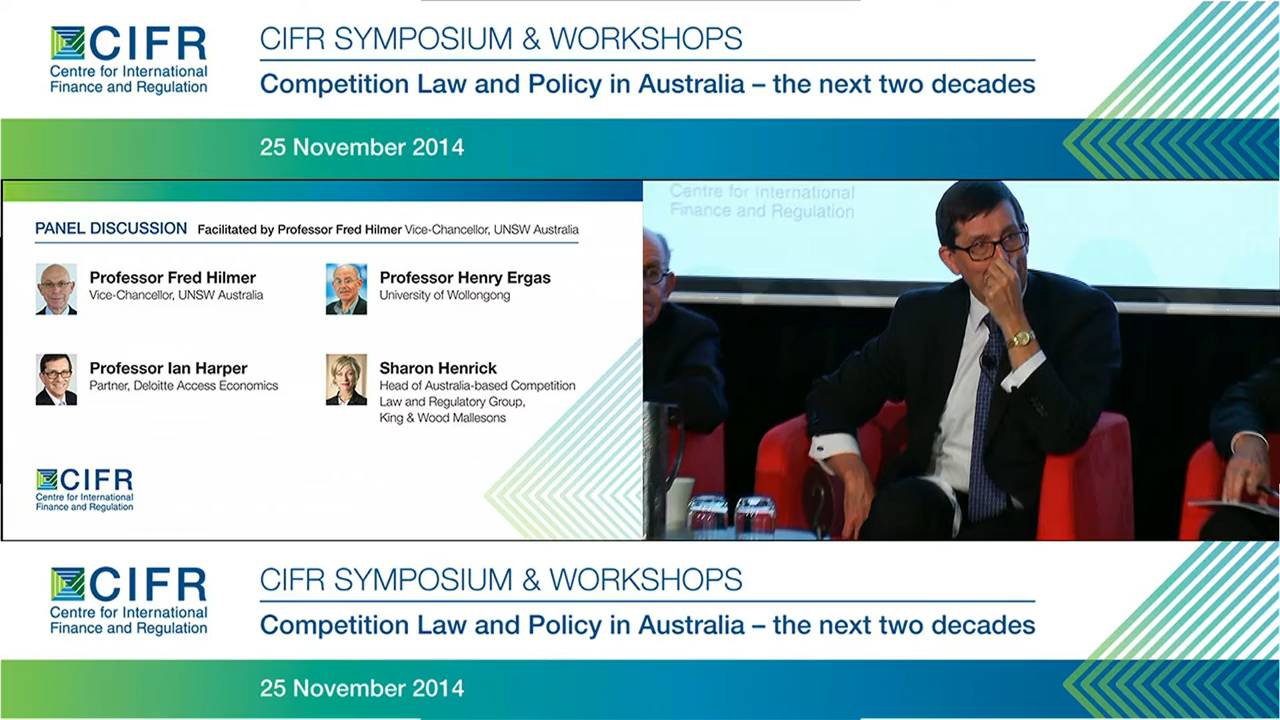 CIFR
Centre for International
Finance and Regulation
CIFR SYMPOSIUM & WORKSHOPS
Competition Law and Policy in Australia – the next two decades
25 November 2014
PANEL DISCUSSION Facilitated by Professor Fred Hilmer Vice-Chancellor, UNSW Australia
Professor Fred Hilmer
Vice-Chancellor, UNSW Australia
Professor Henry Ergas
University of Wollongong
Professor Ian Harper
Partner, Deloitte Access Economics
Sharon Henrick
Head of Australia-based Competition
Law and Regulatory Group,
King & Wood Mallesons
CIFR
Centre for International
Finance and Regulation
Centre for International
Finance and Regulation
CIFR
Centre for International
Finance and Regulation
CIFR SYMPOSIUM & WORKSHOPS
Competition Law and Policy in Australia – the next two decades
25 November 2014